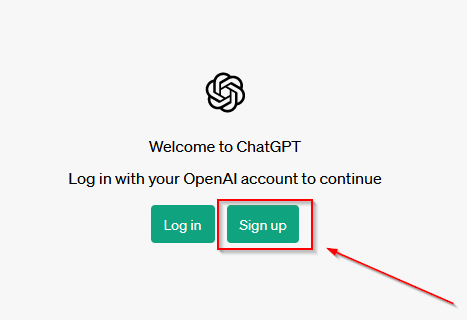 Welcome to ChatGPT
Log in with your OpenAI account to continue
Log in Sign up